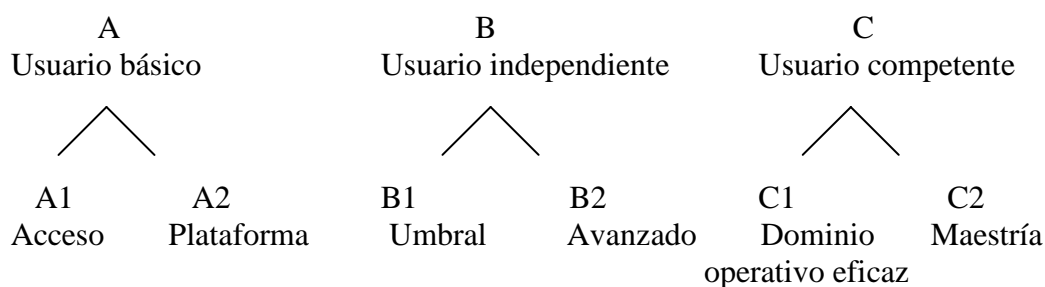 A B C
Usuario básico Usuario independiente Usuario competente
A1 A2 B1 B2 C1 C2
Acceso Plataforma Umbral Avanzado Dominio Maestría
operativo eficaz